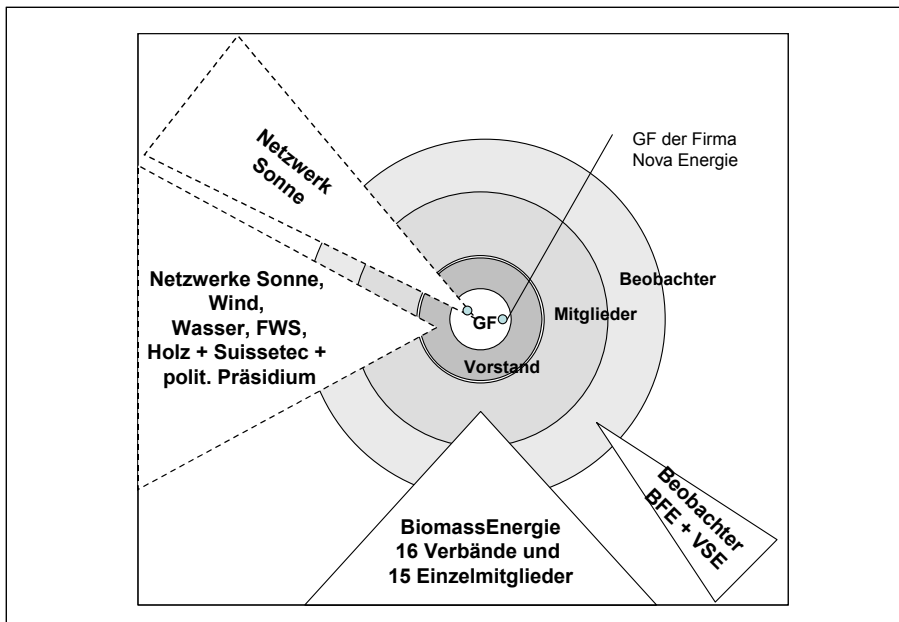 Netzwerk
Sonne
GF der Firma
Nova Energie
Beobachter
Netzwerke Sonne,
Wind,
Wasser, FWS,
Holz + Suissetec +
polit. Präsidium
GF
Mitglieder
Vorstand
BiomassEnergie
16 Verbände und
15 Einzelmitglieder
Beobachter
BFE + VSE